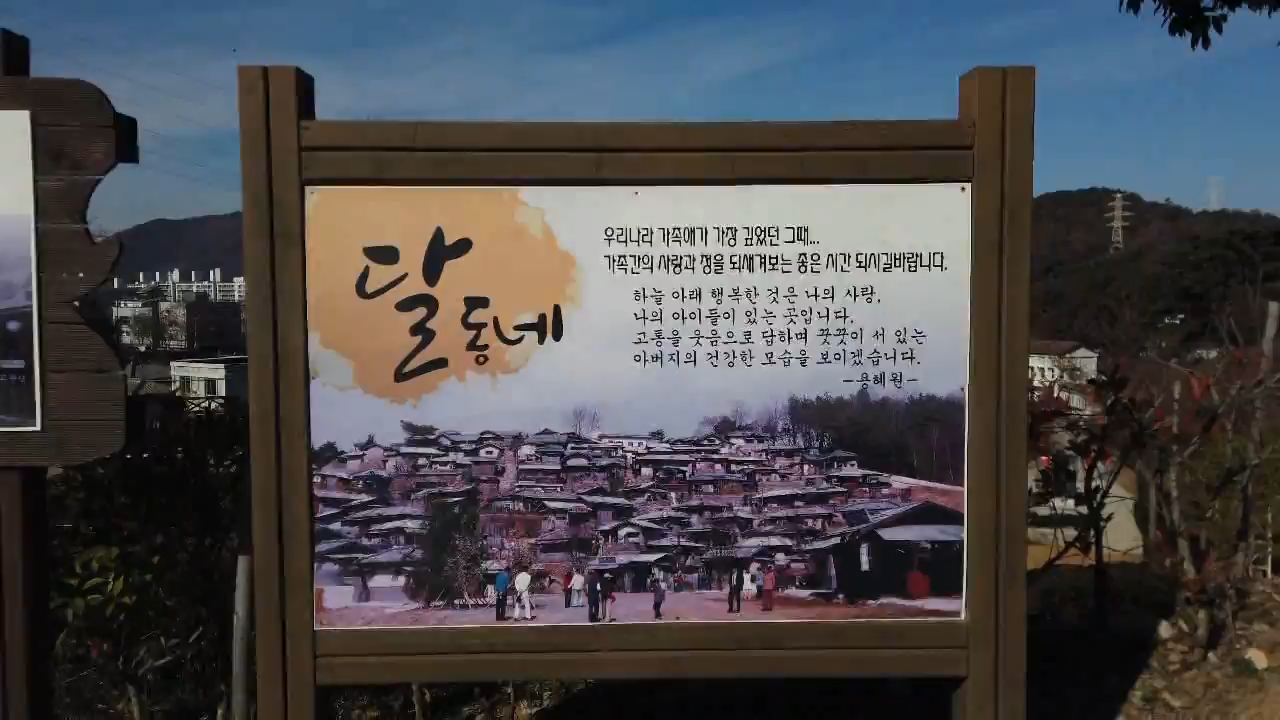 달동네
우리나라 가족애가 가장 깊었던 그때...
가족간의 사랑과 정을 되새겨보는 좋은 시간 되시길바랍니다.
하늘 아래 행복한 것은 나의 사랑,
나의 아이들이 있는 곳입니다.
고통을 웃음으로 답하며 꿋꿋이 서 있는
아버지의 건강한 모습을 보이겠습니다.
-용혜원-